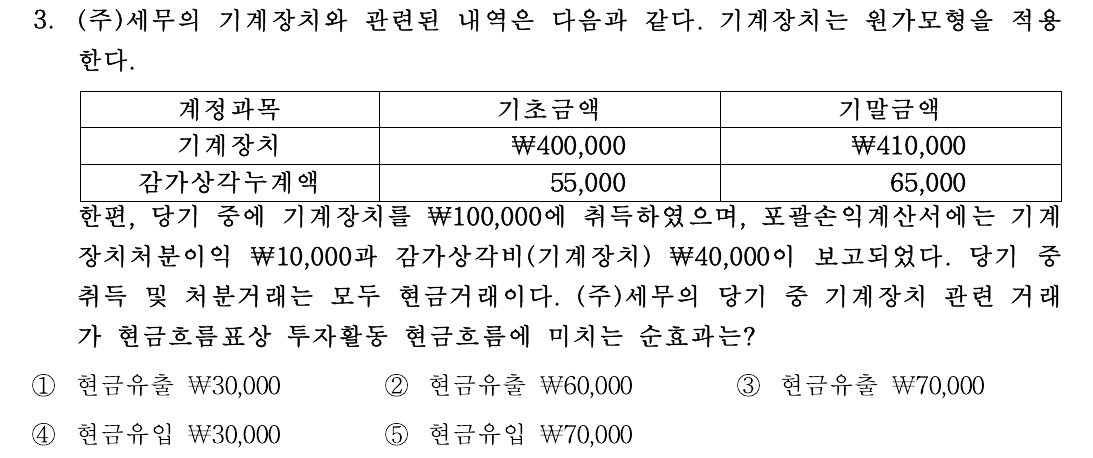 3. (주)세무의 기계장치와 관련된 내역은 다음과 같다. 기계장치는 원가모형을 적용
한다.
계정과목 기초금액 기말금액
기계장치 ₩400,000 ₩410,000
감가상각누계액 55,000 65,000
한편, 당기 중에 기계장치를 ₩100,000에 취득하였으며, 포괄손익계산서에는 기계
장치처분이익 ₩10,000과 감가상각비(기계장치) ₩40,000이 보고되었다. 당기 중
취득 및 처분거래는 모두 현금거래이다. (주)세무의 당기 중 기계장치 관련 거래
가 현금흐름표상 투자활동 현금흐름에 미치는 순효과는?
① 현금유출 ₩30,000 ② 현금유출 ₩60,000 ③ 현금유출 ₩70,000
④ 현금유입 ₩30,000 ⑤ 현금유입 ₩70,000